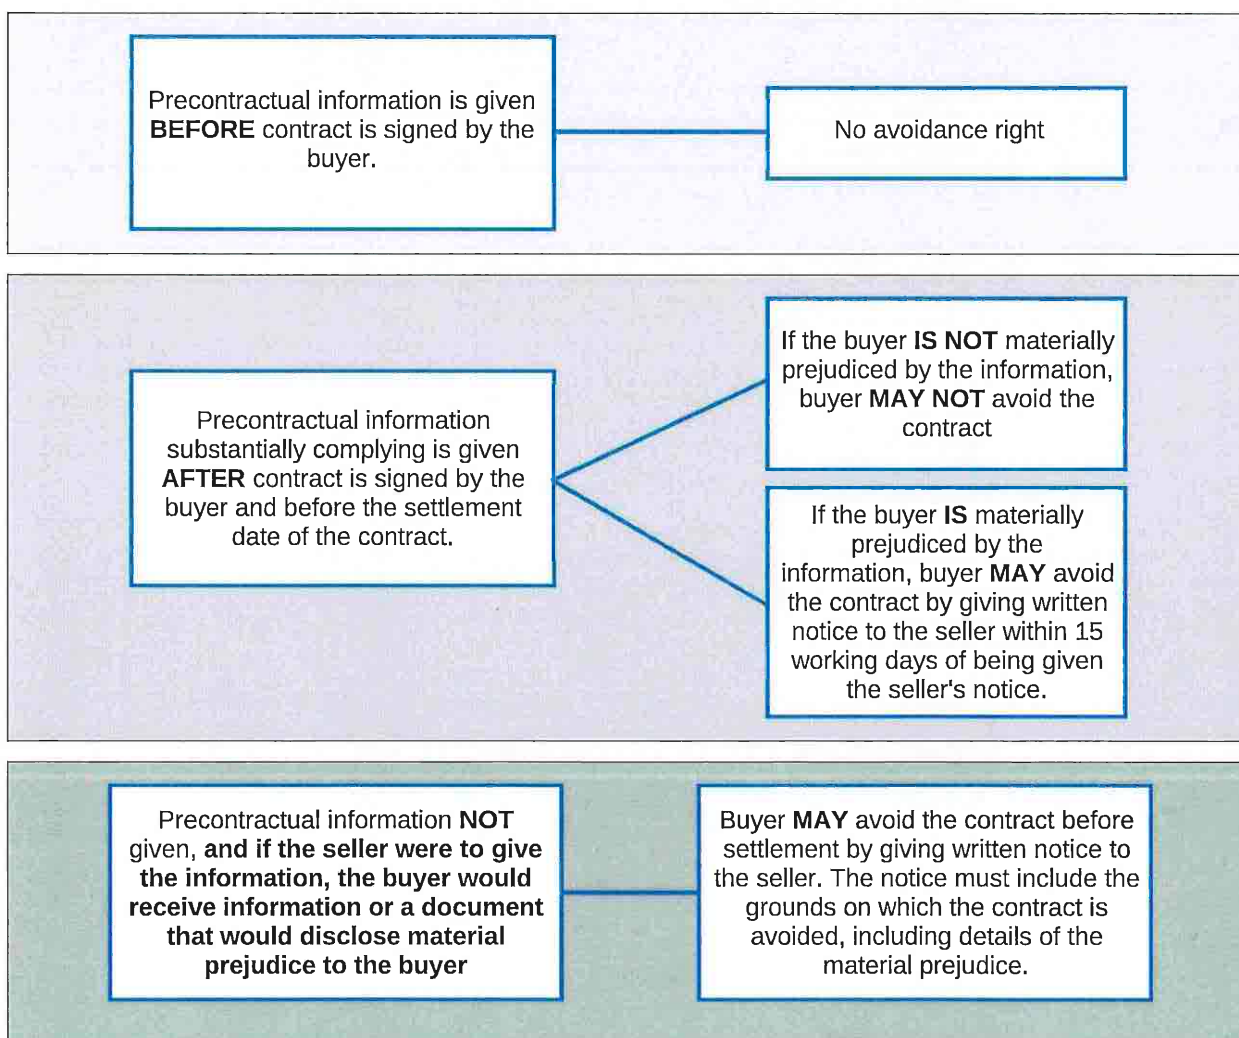 Precontractual information is given
BEFORE contract is signed by the
buyer.
No avoidance right
Precontractual information
substantially complying is given
AFTER contract is signed by the
buyer and before the settlement
date of the contract.
If the buyer IS NOT materially
prejudiced by the information,
buyer MAY NOT avoid the
contract
If the buyer IS materially
prejudiced by the
information, buyer MAY avoid
the contract by giving written
notice to the seller within 15
working days of being given
the seller's notice.
Precontractual information NOT
given, and if the seller were to give
the information, the buyer would
receive information or a document
that would disclose material
prejudice to the buyer
Buyer MAY avoid the contract before
settlement by giving written notice to
the seller. The notice must include the
grounds on which the contract is
avoided, including details of the
material prejudice.